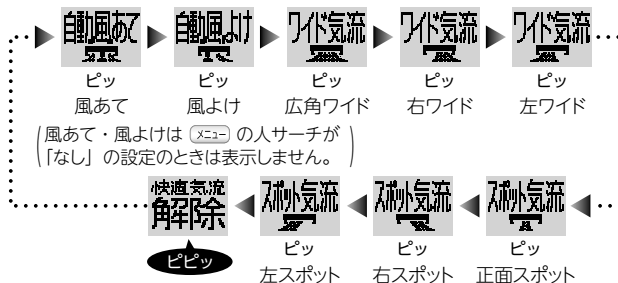 自動風あて 自動風よけ ワイド気流 ワイド気流 ワイド気流
ピッ ピッ ピッ ピッ ピッ
風あて 風よけ 広角ワイド 右ワイド 左ワイド
(風あて・風よけは メニュー の人サーチが
「なし」の設定のときは表示しません。)
快適気流
解除 スポット気流 スポット気流 スポット気流
ピピッ ピッ ピッ ピッ
左スポット 右スポット 正面スポット